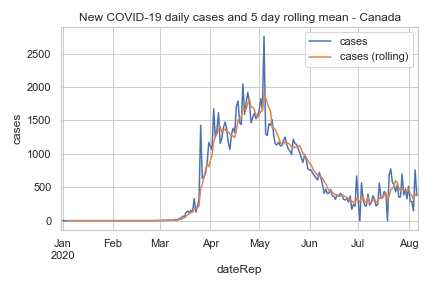 New COVID-19 daily cases and 5 day rolling mean - Canada
cases
cases (rolling)
cases
2500
2000
1500
1000
500
0
Jan
2020
Feb
Mar
Apr
May
Jun
Jul
Aug
dateRep